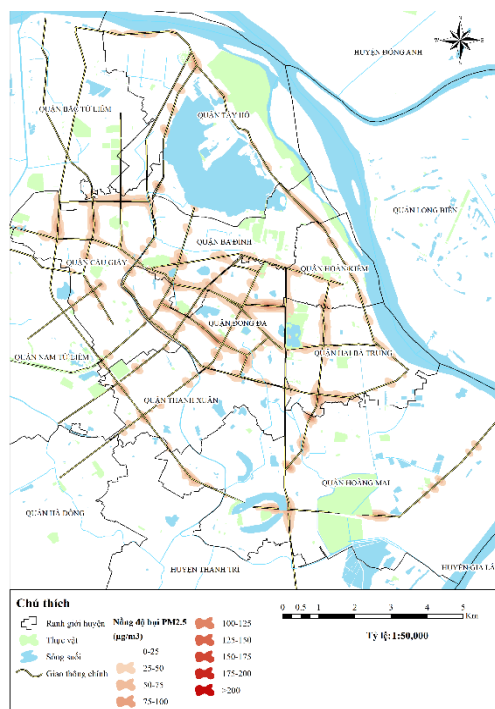 N
W E
S
HUYỆN ĐÔNG ANH
QUẬN BẮC TỪ LIÊM
QUẬN TÂY HỒ
QUẬN LONG BIÊN
QUẬN BA ĐÌNH
QUẬN CẦU GIẤY
QUẬN HOÀN KIẾM
QUẬN ĐỐNG ĐA
QUẬN NAM TỪ LIÊM
QUẬN HAI BÀ TRƯNG
QUẬN THANH XUÂN
QUẬN HOÀNG MAI
QUẬN HÀ ĐÔNG
HUYỆN THANH TRÌ
HUYỆN GIA LÂ
Chú thích
Ranh giới huyện
Thực vật
Sông suối
Giao thông chính
Nồng độ bụi PM2.5
(µg/m3)
0-25
25-50
50-75
75-100
100-125
125-150
150-175
175-200
>200
0 0.5 1 2 3 4 5
Km
Tỷ lệ: 1:50,000